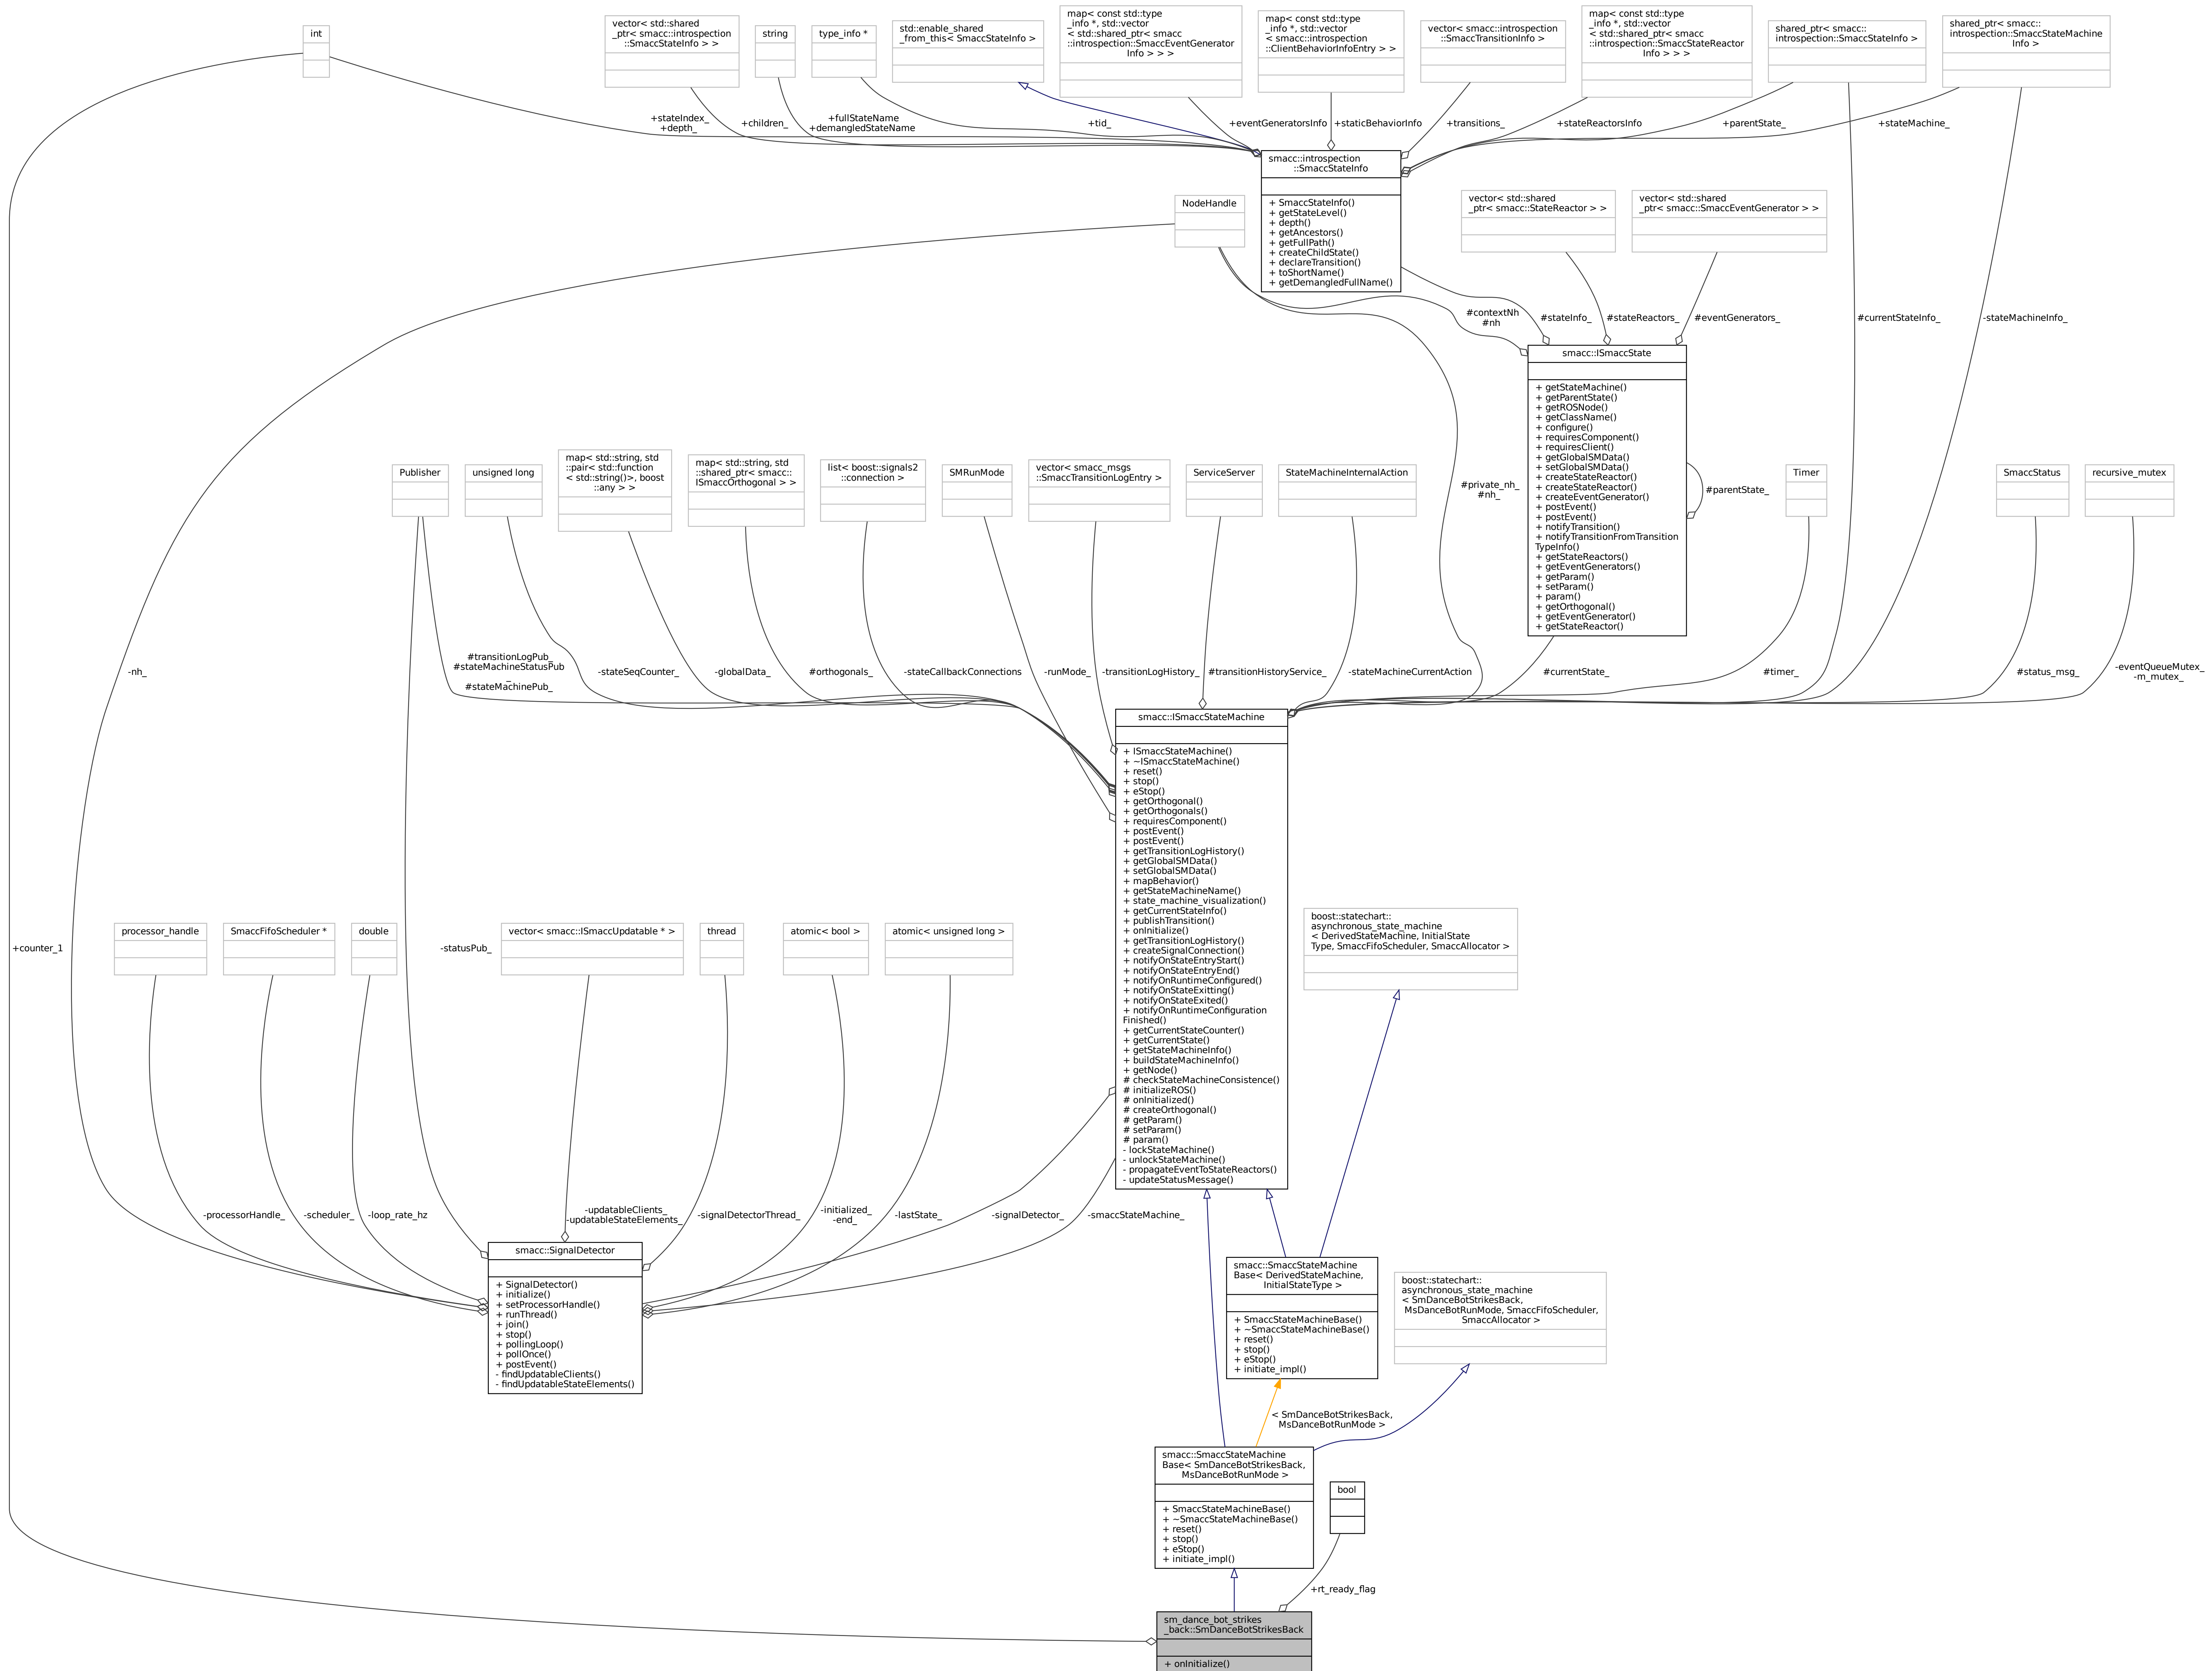 int
vector< std::shared
_ptr< smacc::introspection
::SmaccStateInfo > >
string
type_info *
std::enable_shared
_from_this< SmaccStateInfo >
map< const std::type
_info *, std::vector
< std::shared_ptr< smacc
::introspection::SmaccEventGenerator
Info > > >
map< const std::type
_info *, std::vector
< smacc::introspection
::ClientBehaviorInfoEntry > >
vector< smacc::introspection
::SmaccTransitionInfo >
map< const std::type
_info *, std::vector
< std::shared_ptr< smacc
::introspection::SmaccStateReactor
Info > > >
shared_ptr< smacc::
introspection::SmaccStateInfo >
shared_ptr< smacc::
introspection::SmaccStateMachine
Info >
+stateIndex_
+depth_
+children_
+fullStateName
+demangledStateName
+tid_
+eventGeneratorsInfo
+staticBehaviorInfo
+transitions_
+stateReactorsInfo
+parentState_
+stateMachine_
smacc::introspection
::SmaccStateInfo
+ SmaccStateInfo()
+ getStateLevel()
+ depth()
+ getAncestors()
+ getFullPath()
+ createChildState()
+ declareTransition()
+ toShortName()
+ getDemangledFullName()
NodeHandle
vector< std::shared
_ptr< smacc::StateReactor > >
vector< std::shared
_ptr< smacc::SmaccEventGenerator > >
#contextNh
#nh
#stateInfo_
#stateReactors_
#eventGenerators_
#currentStateInfo_
-stateMachineInfo_
smacc::ISmaccState
+ getStateMachine()
+ getParentState()
+ getROSNode()
+ getClassName()
+ configure()
+ requiresComponent()
+ requiresClient()
+ getGlobalSMData()
+ setGlobalSMData()
+ createStateReactor()
+ createStateReactor()
+ createEventGenerator()
+ postEvent()
+ postEvent()
+ notifyTransition()
+ notifyTransitionFromTransition
TypeInfo()
+ getStateReactors()
+ getEventGenerators()
+ getParam()
+ setParam()
+ param()
+ getOrthogonal()
+ getEventGenerator()
+ getStateReactor()
#parentState_
Publisher
unsigned long
map< std::string, std
::pair< std::function
< std::string()>, boost
::any > >
map< std::string, std
::shared_ptr< smacc::
ISmaccOrthogonal > >
list< boost::signals2
::connection >
SMRunMode
vector< smacc_msgs
::SmaccTransitionLogEntry >
ServiceServer
StateMachineInternalAction
#private_nh_
#nh_
Timer
SmaccStatus
recursive_mutex
-nh_
#transitionLogPub_
#stateMachineStatusPub
_
#stateMachinePub_
-stateSeqCounter_
-globalData_
#orthogonals_
-stateCallbackConnections
-runMode_
-transitionLogHistory_
#transitionHistoryService_
-stateMachineCurrentAction
#currentState_
#timer_
#status_msg_
-eventQueueMutex_
-m_mutex_
smacc::ISmaccStateMachine
+ ISmaccStateMachine()
+ ~ISmaccStateMachine()
+ reset()
+ stop()
+ eStop()
+ getOrthogonal()
+ getOrthogonals()
+ requiresComponent()
+ postEvent()
+ postEvent()
+ getTransitionLogHistory()
+ getGlobalSMData()
+ setGlobalSMData()
+ mapBehavior()
+ getStateMachineName()
+ state_machine_visualization()
+ getCurrentStateInfo()
+ publishTransition()
+ onInitialize()
+ getTransitionLogHistory()
+ createSignalConnection()
+ notifyOnStateEntryStart()
+ notifyOnStateEntryEnd()
+ notifyOnRuntimeConfigured()
+ notifyOnStateExitting()
+ notifyOnStateExited()
+ notifyOnRuntimeConfiguration
Finished()
+ getCurrentStateCounter()
+ getCurrentState()
+ getStateMachineInfo()
+ buildStateMachineInfo()
+ getNode()
# checkStateMachineConsistence()
# initializeROS()
# onInitialized()
# createOrthogonal()
# getParam()
# setParam()
# param()
- lockStateMachine()
- unlockStateMachine()
- propagateEventToStateReactors()
- updateStatusMessage()
+counter_1
processor_handle
SmaccFifoScheduler *
double
-statusPub_
vector< smacc::ISmaccUpdatable * >
thread
atomic< bool >
atomic< unsigned long >
boost::statechart::
asynchronous_state_machine
< DerivedStateMachine, InitialState
Type, SmaccFifoScheduler, SmaccAllocator >
-processorHandle_
-scheduler_
-loop_rate_hz
-updatableClients_
-updatableStateElements_
-signalDetectorThread_
-initialized_
-end_
-lastState_
-signalDetector_
-smaccStateMachine_
smacc::SignalDetector
+ SignalDetector()
+ initialize()
+ setProcessorHandle()
+ runThread()
+ join()
+ stop()
+ pollingLoop()
+ pollOnce()
+ postEvent()
- findUpdatableClients()
- findUpdatableStateElements()
smacc::SmaccStateMachine
Base< DerivedStateMachine,
InitialStateType >
+ SmaccStateMachineBase()
+ ~SmaccStateMachineBase()
+ reset()
+ stop()
+ eStop()
+ initiate_impl()
boost::statechart::
asynchronous_state_machine
< SmDanceBotStrikesBack,
MsDanceBotRunMode, SmaccFifoScheduler,
SmaccAllocator >
< SmDanceBotStrikesBack,
MsDanceBotRunMode >
smacc::SmaccStateMachine
Base< SmDanceBotStrikesBack,
MsDanceBotRunMode >
+ SmaccStateMachineBase()
+ ~SmaccStateMachineBase()
+ reset()
+ stop()
+ eStop()
+ initiate_impl()
bool
+rt_ready_flag
sm_dance_bot_strikes
_back::SmDanceBotStrikesBack
+ onInitialize()